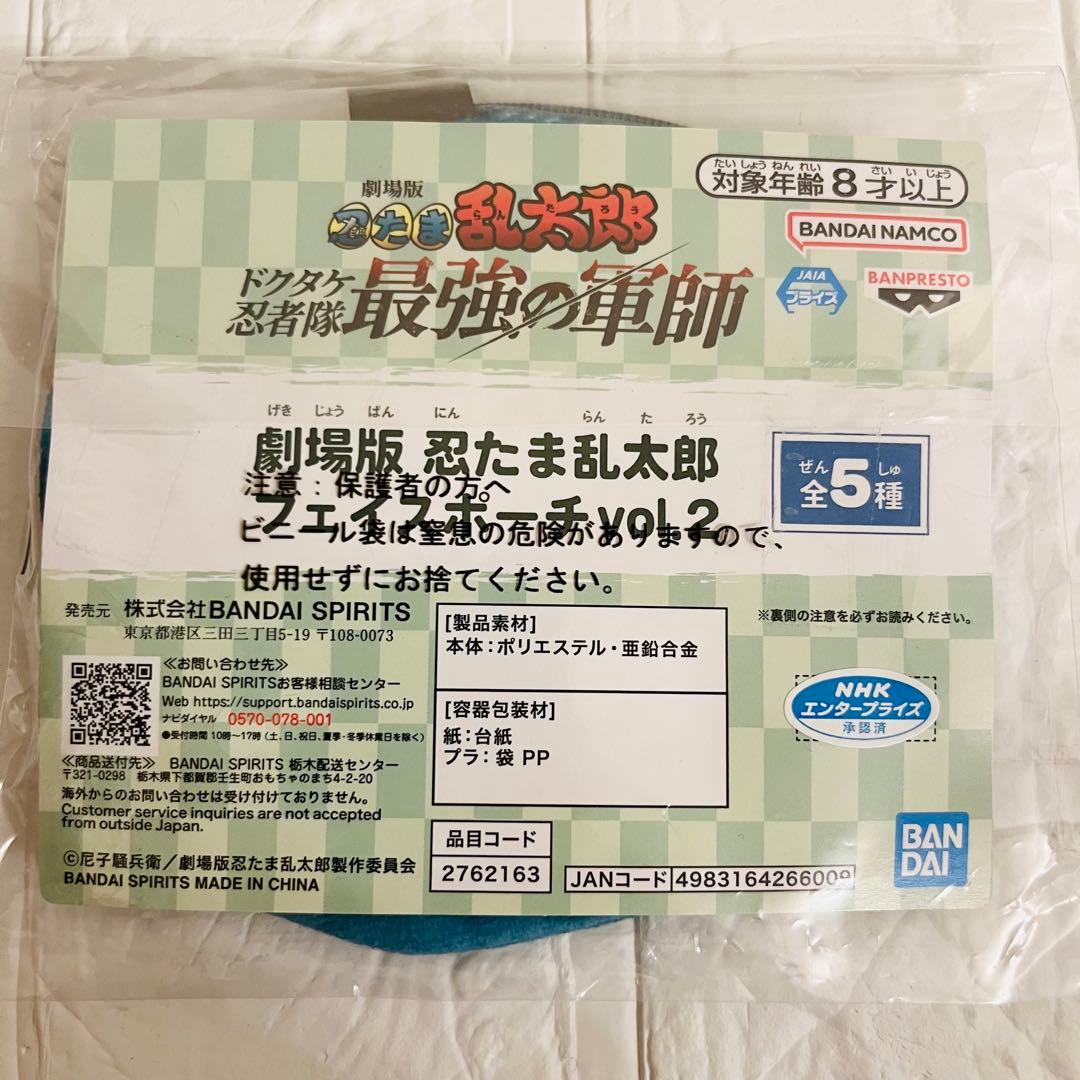 たいしょうねんれい さいいじょう
対象年齢8才以上
劇場版
忍たま乱太郎
らんたろう
ドクタケ
忍者隊 最強の軍師
BANDAI NAMCO
JAIA
プライズ
BANPRESTO
げき じょう ばん にん らん た ろう
劇場版 忍たま乱太郎
フェイスポーチvol.2
ぜん しゅ
全5種
注意:保護者の方へ
ビニール袋は窒息の危険がありますので、
使用せずにお捨てください。
発売元 株式会社BANDAI SPIRITS
東京都港区三田三丁目5-19 〒108-0073
≪お問い合わせ先≫
BANDAI SPIRITSお客様相談センター
Web https://support.bandaispirits.co.jp
ナビダイヤル 0570-078-001
●受付時間 10時〜17時 (土、日、祝日、夏季・冬季休業日を除く)
≪商品送付先≫ BANDAI SPIRITS 栃木配送センター
〒321-0298 栃木県下都賀郡壬生町おもちゃのまち4-2-20
海外からのお問い合わせは受け付けておりません。
Customer service inquiries are not accepted
from outside Japan.
©尼子騒兵衛/劇場版忍たま乱太郎製作委員会
BANDAI SPIRITS MADE IN CHINA
[製品素材]
本体:ポリエステル・亜鉛合金
[容器包装材]
紙:台紙
プラ:袋 PP
※裏側の注意を必ずお読みください。
NHK
エンタープライズ
承認済
品目コード
2762163
JANコード 4983164266009
BAN
DAI